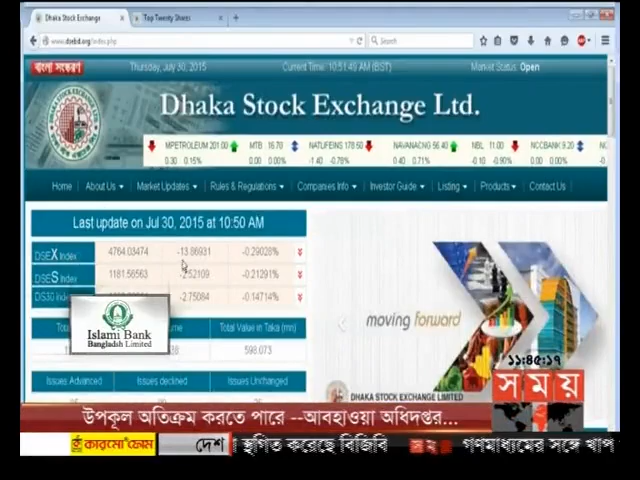 Dhaka Stock Exchange
Top Twenty Shares
www.dsebd.org/index.php
Search
বাংলা সংস্করণ
Thursday, July 30, 2015
Current Time: 10:51:49 AM (BST)
Market Status: Open
Dhaka Stock Exchange Ltd.
MPETROLEUM 201.00 MTB 16.70 NATLIFEINS 178.50 NAVANACNG 56.40 NBL 11.00 NCCBANK 9.20
0.30 0.15% 0.00 0.00% -1.40 -0.78% 0.40 0.71% -0.10 -0.90% 0.00 0.00%
Home About Us Market Updates Rules & Regulations Companies Info Investor Guide Listing Products Contact Us
Last update on Jul 30, 2015 at 10:50 AM
DSEX Index 4764.03474 -13.86931 -0.29028%
DSES Index 1181.56563 -2.52109 -0.21291%
DS30 Index -2.75084 -0.14714%
Total Value in Taka (mn)
598.073
Issues Advanced Issues declined Issues Unchanged
Islami Bank
Bangladesh Limited
moving forward
DHAKA STOCK EXCHANGE LIMITED
11:45:17
সময়
উপকূল অতিক্রম করতে পারে --আবহাওয়া অধিদপ্তর...
দেশ
স্থগিত করেছে বিজিবি
গণমাধ্যমের সঙ্গে খাপ